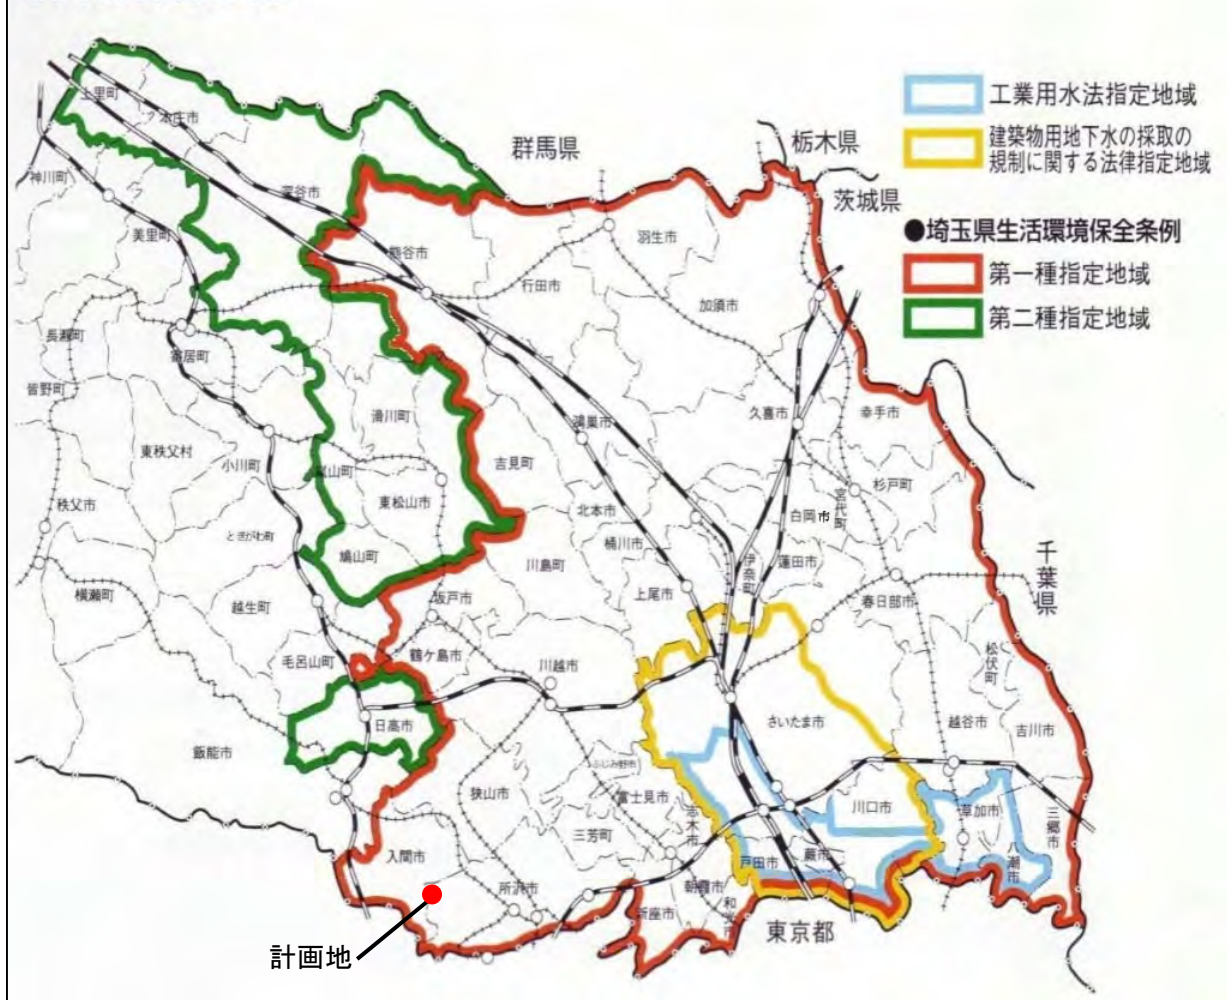 工業用水法指定地域
建築物用地下水の採取の
規制に関する法律指定地域
●埼玉県生活環境保全条例
第一種指定地域
第二種指定地域
群馬県
栃木県
茨城県
千葉県
東京都
上里町
本庄市
神川町
深谷市
美里町
熊谷市
羽生市
行田市
加須市
長瀞町
寄居町
皆野町
滑川町
鴻巣市
久喜市
幸手市
東秩父村
小川町
嵐山町
吉見町
東松山市
杉戸町
宮代町
秩父市
北本市
白岡市
ときがわ町
桶川市
鳩山町
川島町
伊奈町
蓮田市
横瀬町
越生町
坂戸市
上尾市
春日部市
毛呂山町
鶴ケ島市
川越市
松伏町
日高市
さいたま市
越谷市
吉川市
飯能市
ふじみ野市
狭山市
富士見市
志木市
川口市
草加市
三郷市
三芳町
入間市
戸田市
蕨市
八潮市
所沢市
朝霞市
和光市
新座市
計画地